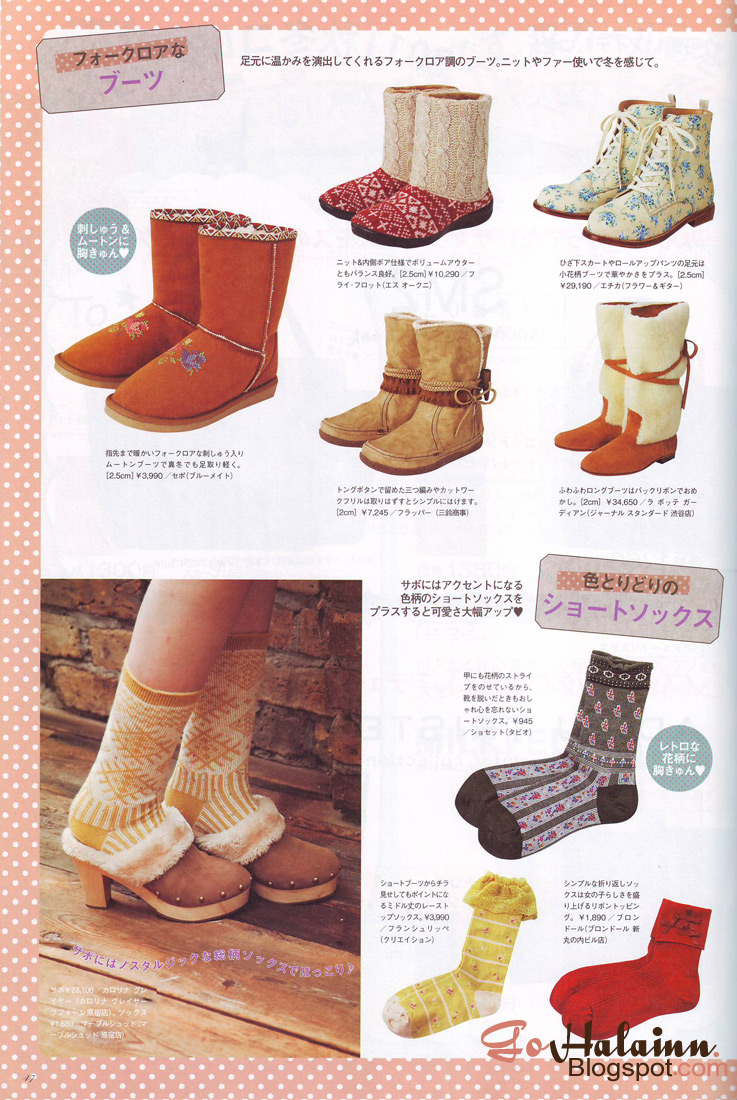 フォークロアな
ブーツ
足元に温かみを演出してくれるフォークロア調のブーツ。ニットやファー使いで冬を感じて。
刺しゅう&
ムートンに
胸きゅん♥
ニット&内側ボア仕様でボリュームアウター
ともバランス良好。[2.5cm]¥10,290/フ
ライ・フロット(エス オークニ)
ひざ下スカートやロールアップパンツの足元は
小花柄ブーツで華やかさをプラス。[2.5cm]
¥29,190/エチカ(フラワー&ギター)
指先まで暖かいフォークロアな刺しゅう入り
ムートンブーツで真冬でも足取り軽く。
[2.5cm]¥3,990/セポ(ブルーメイト)
トングボタンで留めた三つ編みやカットワー
クフリルは取りはずすとシンプルにはけます。
[2cm]¥7,245/フラッパー(三鈴商事)
ふわふわロングブーツはバックリボンでおめ
かし。[2cm]¥34,650/ラ ボッテ ガー
ディアン(ジャーナル スタンダード 渋谷店)
サボにはアクセントになる
色柄のショートソックスを
プラスすると可愛さ大幅アップ♥
色とりどりの
ショートソックス
甲にも花柄のストライ
プをのせているから、
靴を脱いだときもおし
ゃれ心を忘れないショ
ートソックス。¥945
/ショセット(タビオ)
レトロな
花柄に
胸きゅん♥
ショートブーツからチラ
見せしてもポイントにな
るミドル丈のレースト
ップソックス。¥3,990
/フランシュリッペ
(クリエイション)
シンプルな折り返しソッ
クスは女の子らしさを盛
り上げるリボントッピン
グ。¥1,890/ブロン
ドール(ブロンドール 新
丸の内ビル店)
サボにはノスタルジックな総柄ソックスでほっこり♪
サボ¥23,100 カロリナ グレ
イサー(カロリナ グレイサー
ラフォーレ原宿店)、ソックス
¥1,680 マーブルシュッド(マ
ーブルシュッド 原宿店)
17
GoHalainn.
Blogspot.com